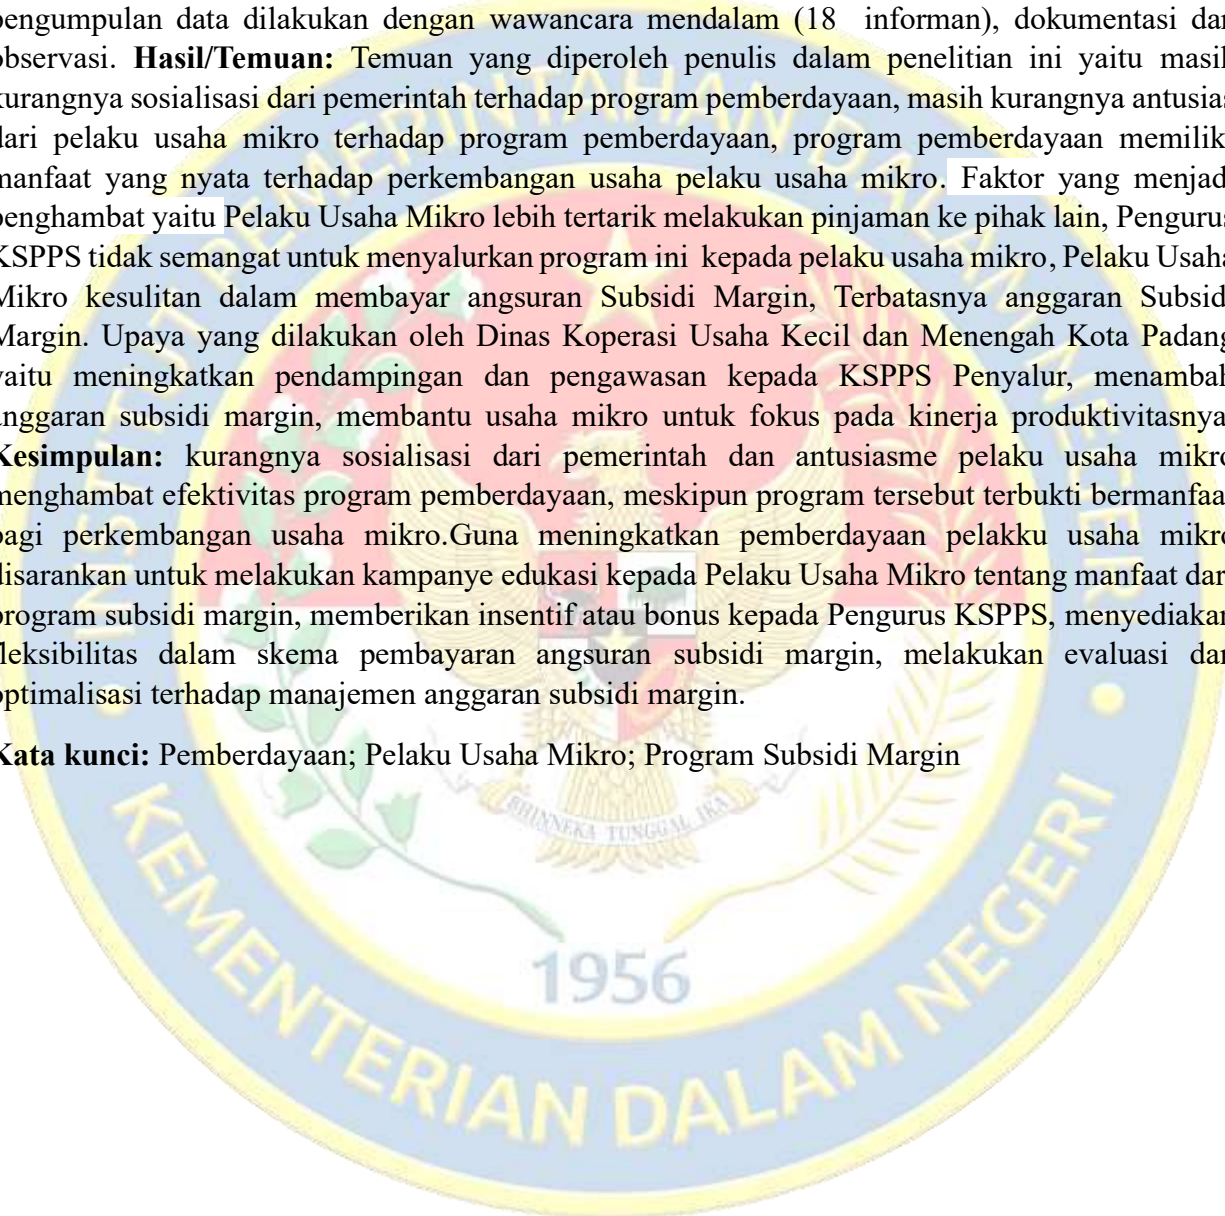 pengumpulan data dilakukan dengan wawancara mendalam (18 informan), dokumentasi dan
observasi. Hasil/Temuan: Temuan yang diperoleh penulis dalam penelitian ini yaitu masih
kurangnya sosialisasi dari pemerintah terhadap program pemberdayaan, masih kurangnya antusias
dari pelaku usaha mikro terhadap program pemberdayaan, program pemberdayaan memiliki
manfaat yang nyata terhadap perkembangan usaha pelaku usaha mikro. Faktor yang menjadi
penghambat yaitu Pelaku Usaha Mikro lebih tertarik melakukan pinjaman ke pihak lain, Pengurus
KSPPS tidak semangat untuk menyalurkan program ini kepada pelaku usaha mikro, Pelaku Usaha
Mikro kesulitan dalam membayar angsuran Subsidi Margin, Terbatasnya anggaran Subsidi
Margin. Upaya yang dilakukan oleh Dinas Koperasi Usaha Kecil dan Menengah Kota Padang
yaitu meningkatkan pendampingan dan pengawasan kepada KSPPS Penyalur, menambah
anggaran subsidi margin, membantu usaha mikro untuk fokus pada kinerja produktivitasnya
Kesimpulan: kurangnya sosialisasi dari pemerintah dan antusiasme pelaku usaha mikro
menghambat efektivitas program pemberdayaan, meskipun program tersebut terbukti bermanfaat
bagi perkembangan usaha mikro.Guna meningkatkan pemberdayaan pelakku usaha mikro
disarankan untuk melakukan kampanye edukasi kepada Pelaku Usaha Mikro tentang manfaat dari
program subsidi margin, memberikan insentif atau bonus kepada Pengurus KSPPS, menyediakan
fleksibilitas dalam skema pembayaran angsuran subsidi margin, melakukan evaluasi dan
optimalisasi terhadap manajemen anggaran subsidi margin.
Kata kunci: Pemberdayaan; Pelaku Usaha Mikro; Program Subsidi Margin
INSTITUT PEMERINTAHAN DALAM NEGERI
BHINNEKA TUNGGAL IKA
1956
KEMENTERIAN DALAM NEGERI